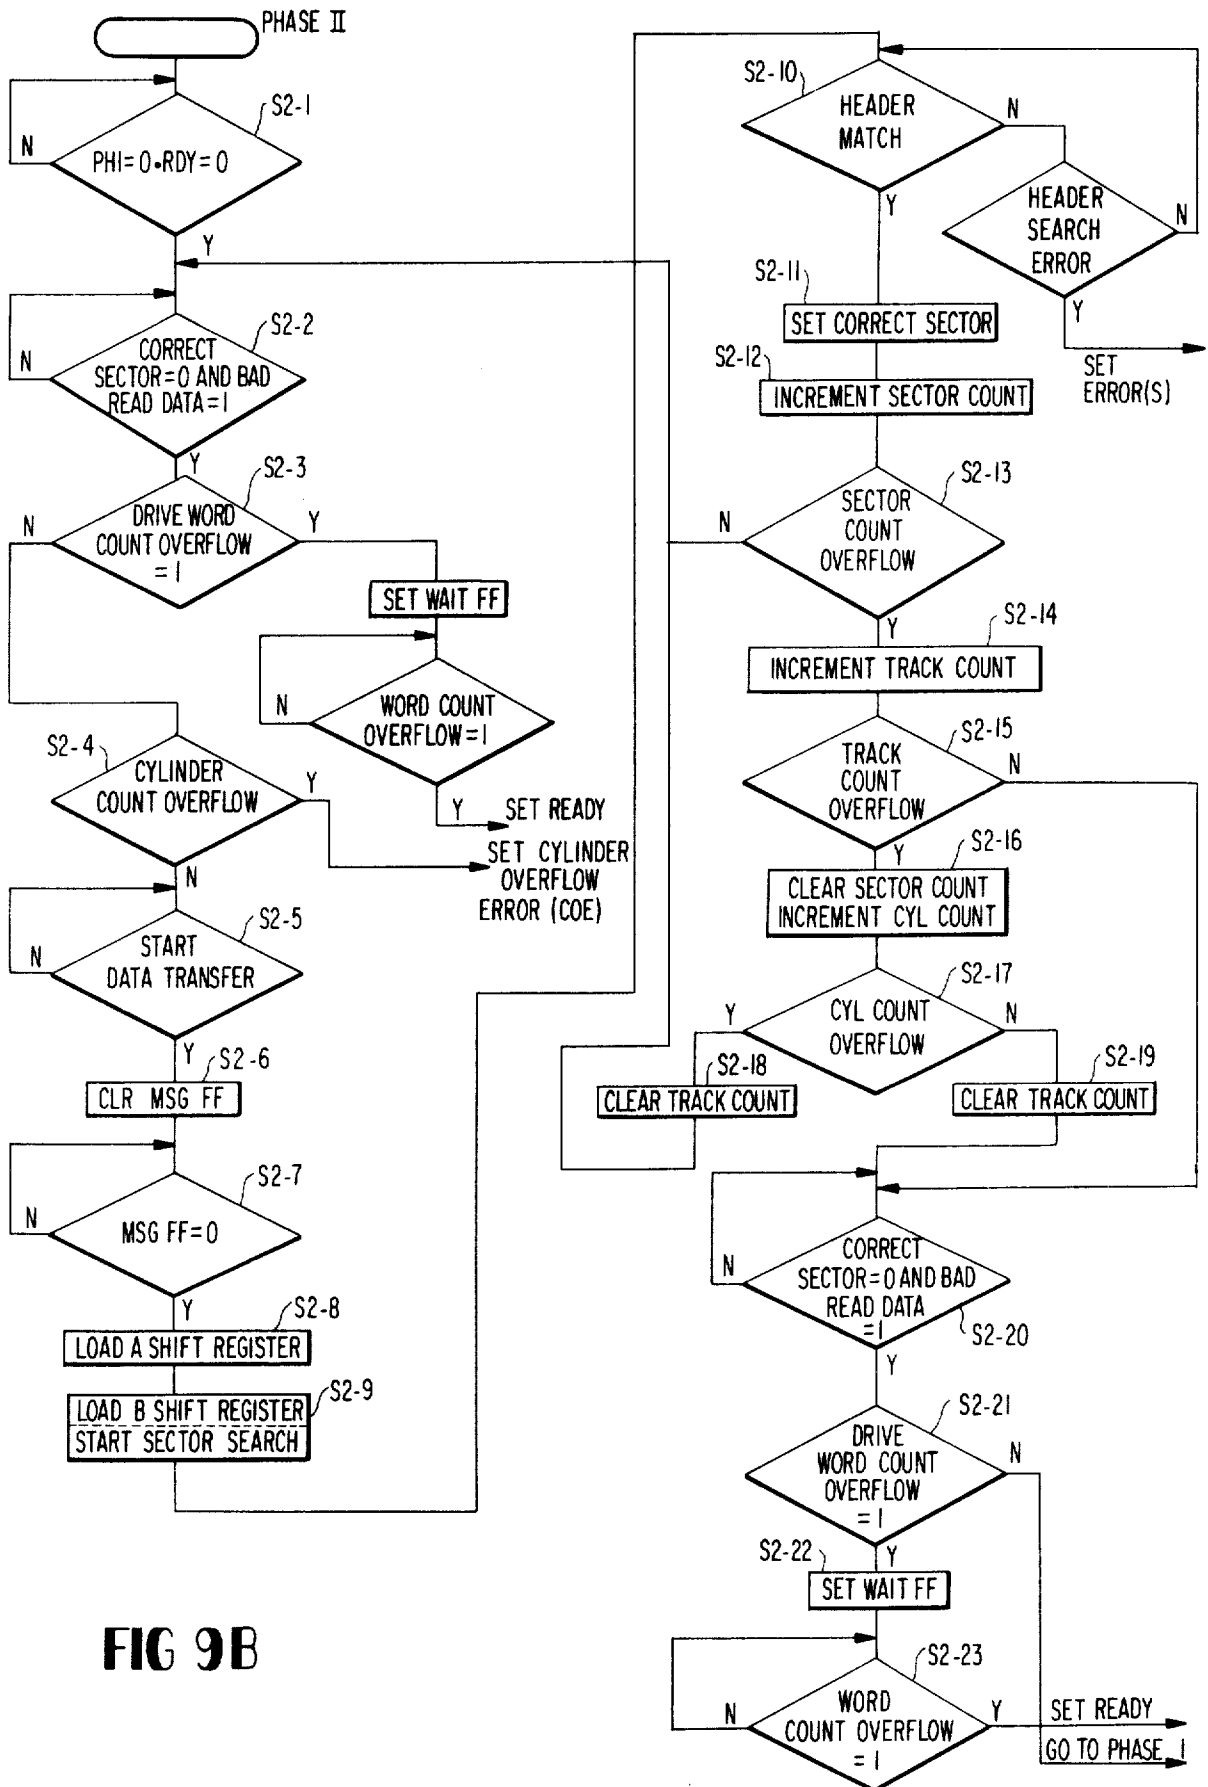 PHASE II
S2-1
N
PHI=0•RDY=0
Y
S2-2
N
CORRECT
SECTOR=0 AND BAD
READ DATA=1
Y
S2-3
N
DRIVE WORD
COUNT OVERFLOW
=1
Y
SET WAIT FF
N
WORD COUNT
OVERFLOW=1
Y
SET READY
S2-4
CYLINDER
COUNT OVERFLOW
Y
SET CYLINDER
OVERFLOW
ERROR (COE)
N
S2-5
N
START
DATA TRANSFER
Y
S2-6
CLR MSG FF
S2-7
N
MSG FF=0
Y
S2-8
LOAD A SHIFT REGISTER
S2-9
LOAD B SHIFT REGISTER
START SECTOR SEARCH
S2-10
HEADER
MATCH
N
Y
HEADER
SEARCH
ERROR
N
Y
SET
ERROR(S)
S2-11
SET CORRECT SECTOR
S2-12
INCREMENT SECTOR COUNT
S2-13
N
SECTOR
COUNT
OVERFLOW
Y
S2-14
INCREMENT TRACK COUNT
S2-15
TRACK
COUNT
OVERFLOW
N
Y
S2-16
CLEAR SECTOR COUNT
INCREMENT CYL COUNT
S2-17
Y
CYL COUNT
OVERFLOW
N
S2-18
CLEAR TRACK COUNT
S2-19
CLEAR TRACK COUNT
N
CORRECT
SECTOR=0 AND BAD
READ DATA
=1
S2-20
Y
S2-21
DRIVE
WORD COUNT
OVERFLOW
=1
N
Y
S2-22
SET WAIT FF
S2-23
N
WORD
COUNT OVERFLOW
=1
Y
SET READY
GO TO PHASE 1
FIG 9B